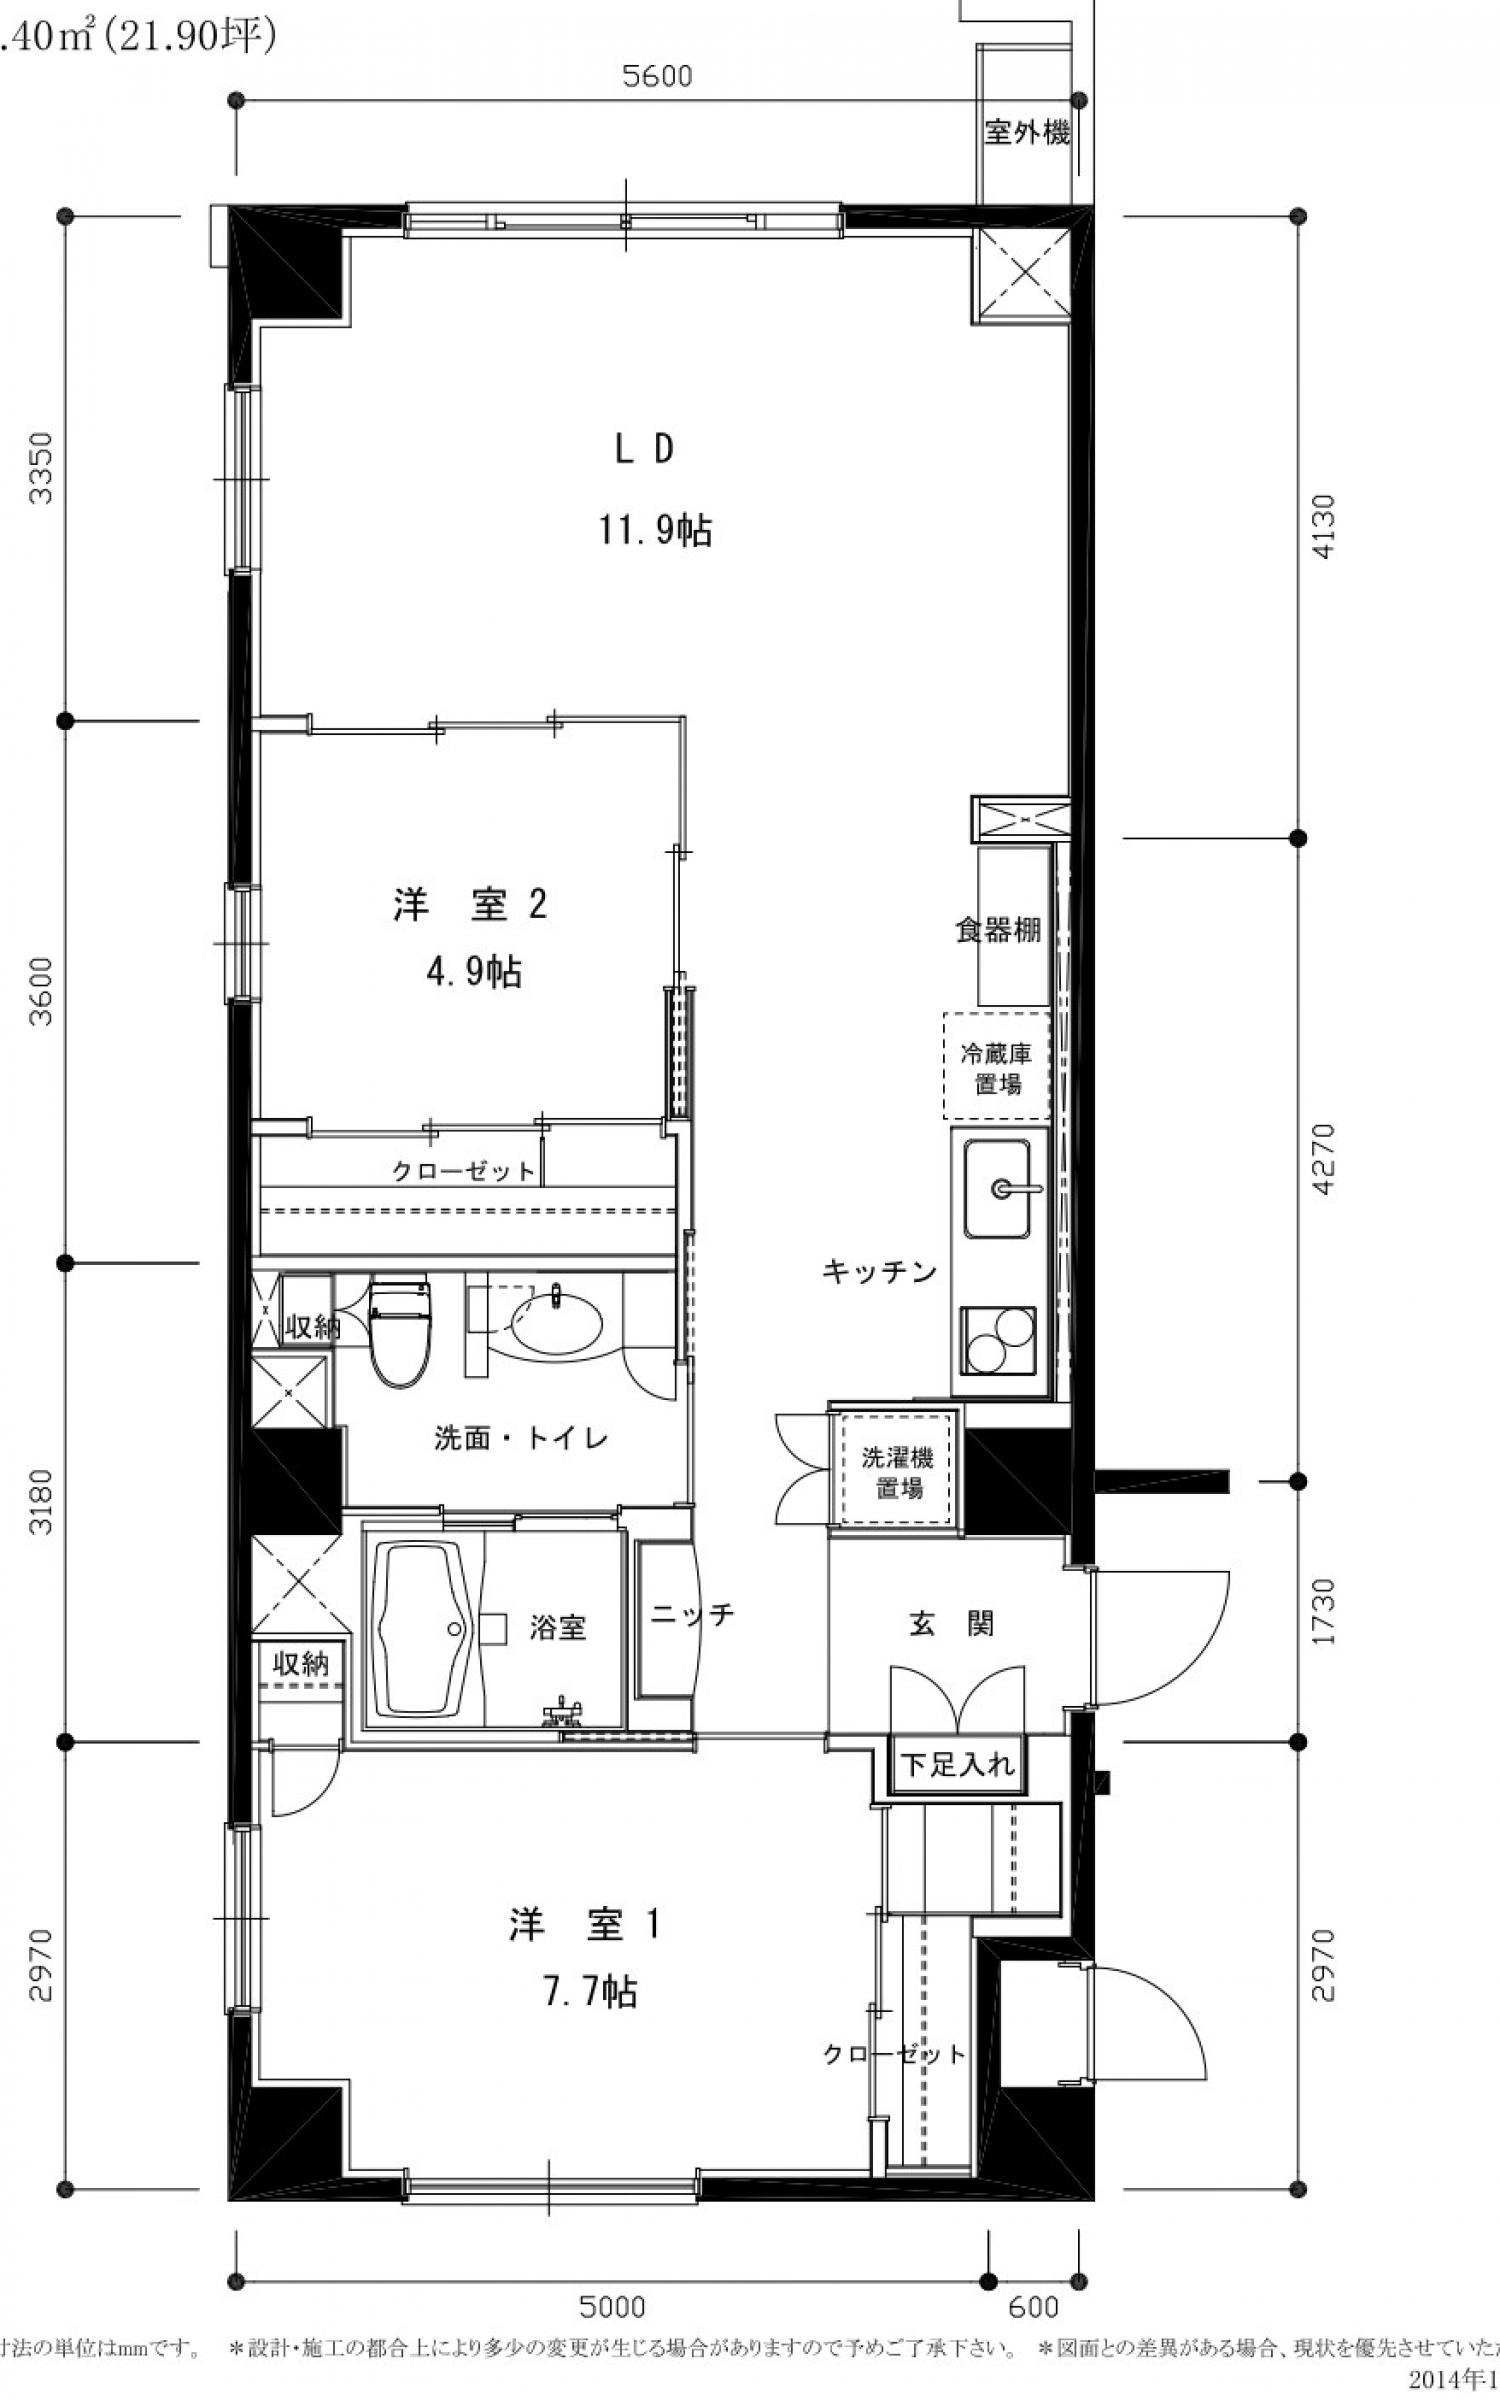 .40㎡(21.90坪)
5600
室外機
3350
LD
11.9帖
4130
洋 室 2
4.9帖
3600
食器棚
冷蔵庫
置場
クローゼット
4270
キッチン
収納
洗面・トイレ
洗濯機
置場
3180
浴室
ニッチ
玄 関
1730
収納
下足入れ
洋 室 1
7.7帖
2970
2970
クローゼット
5000
600
寸法の単位はmmです。 *設計・施工の都合上により多少の変更が生じる場合がありますので予めご了承下さい。 *図面との差異がある場合、現状を優先させていた
2014年1